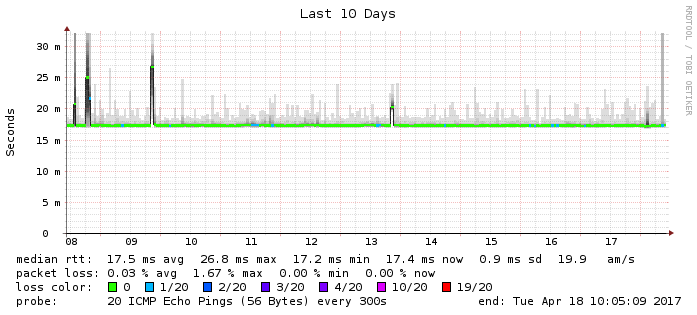 Last 10 Days
RRDTOOL / TOBI OETIKER
Seconds
30 m
25 m
20 m
15 m
10 m
5 m
0
08 09 10 11 12 13 14 15 16 17
median rtt: 17.5 ms avg 26.8 ms max 17.2 ms min 17.4 ms now 0.9 ms sd 19.9 am/s
packet loss: 0.03 % avg 1.67 % max 0.00 % min 0.00 % now
loss color: 0 1/20 2/20 3/20 4/20 10/20 19/20
probe: 20 ICMP Echo Pings (56 Bytes) every 300s end: Tue Apr 18 10:05:09 2017